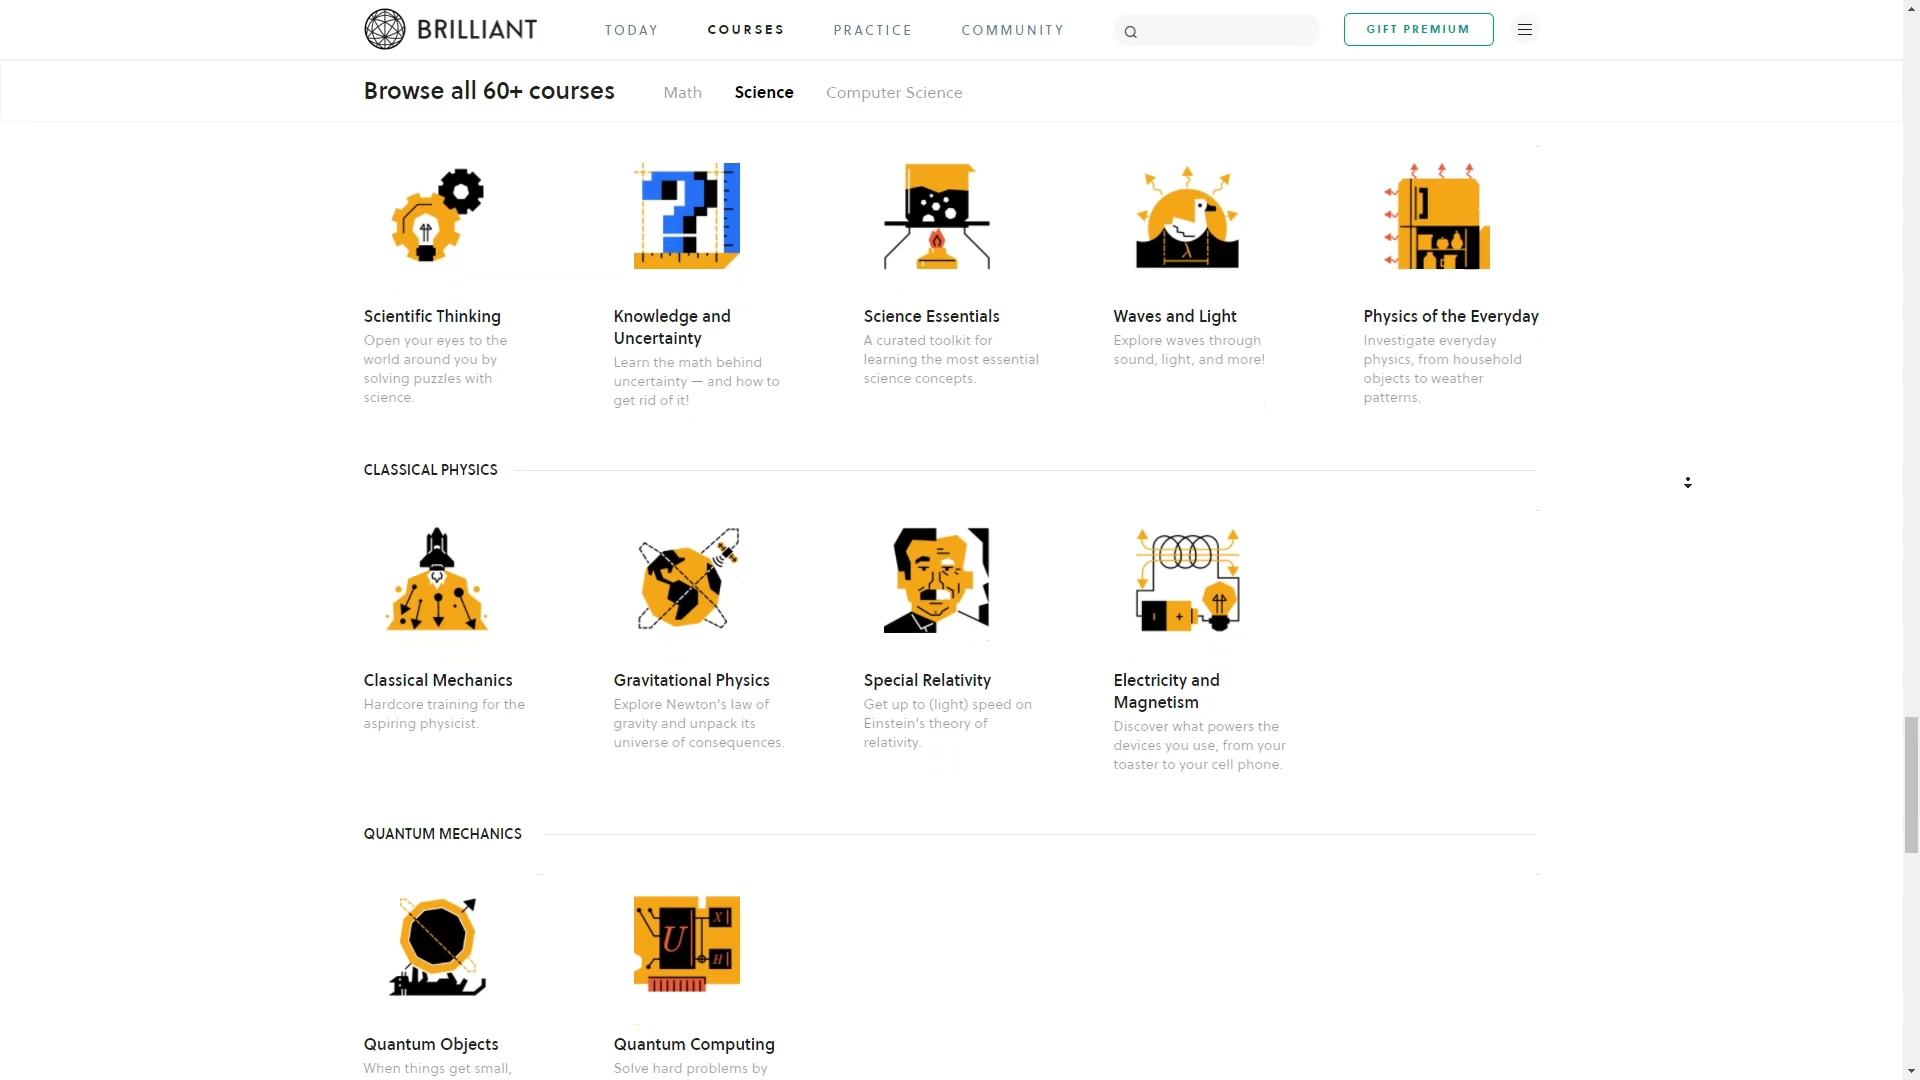 BRILLIANT
TODAY
COURSES
PRACTICE
COMMUNITY
GIFT PREMIUM
Browse all 60+ courses
Math
Science
Computer Science
Scientific Thinking
Open your eyes to the
world around you by
solving puzzles with
science.
Knowledge and
Uncertainty
Learn the math behind
uncertainty — and how to
get rid of it!
Science Essentials
A curated toolkit for
learning the most essential
science concepts.
λ
Waves and Light
Explore waves through
sound, light, and more!
Physics of the Everyday
Investigate everyday
physics, from household
objects to weather
patterns.
CLASSICAL PHYSICS
Classical Mechanics
Hardcore training for the
aspiring physicist.
Gravitational Physics
Explore Newton's law of
gravity and unpack its
universe of consequences.
Special Relativity
Get up to (light) speed on
Einstein's theory of
relativity.
Electricity and
Magnetism
Discover what powers the
devices you use, from your
toaster to your cell phone.
QUANTUM MECHANICS
Quantum Objects
When things get small,
U
X
H
Quantum Computing
Solve hard problems by